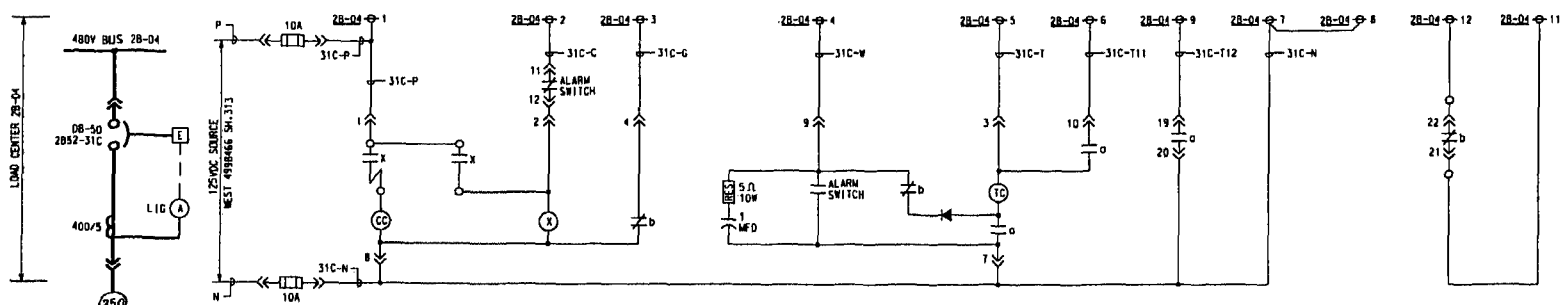 2B-04 1
2B-04 2
2B-04 3
2B-04 4
2B-04 5
2B-04 6
2B-04 9
2B-04 7
2B-04 8
2B-04 12
2B-04 11
P
10A
31C-P
31C-C
31C-G
31C-W
31C-T
31C-T11
31C-T12
31C-N
480V BUS 2B-04
LOAD CENTER 2B-04
DB-50
2B52-31C
E
LIG A
400/5
350
125VDC SOURCE
WEST 499B466 SH.313
31C-P
11
ALARM
SWITCH
12
1
2
4
9
3
10
19
20
22
21
X
X
a
a
b
RES
5Ω
10W
1
MFD
ALARM
SWITCH
b
TC
a
CC
X
b
8
7
31C-N
N
10A